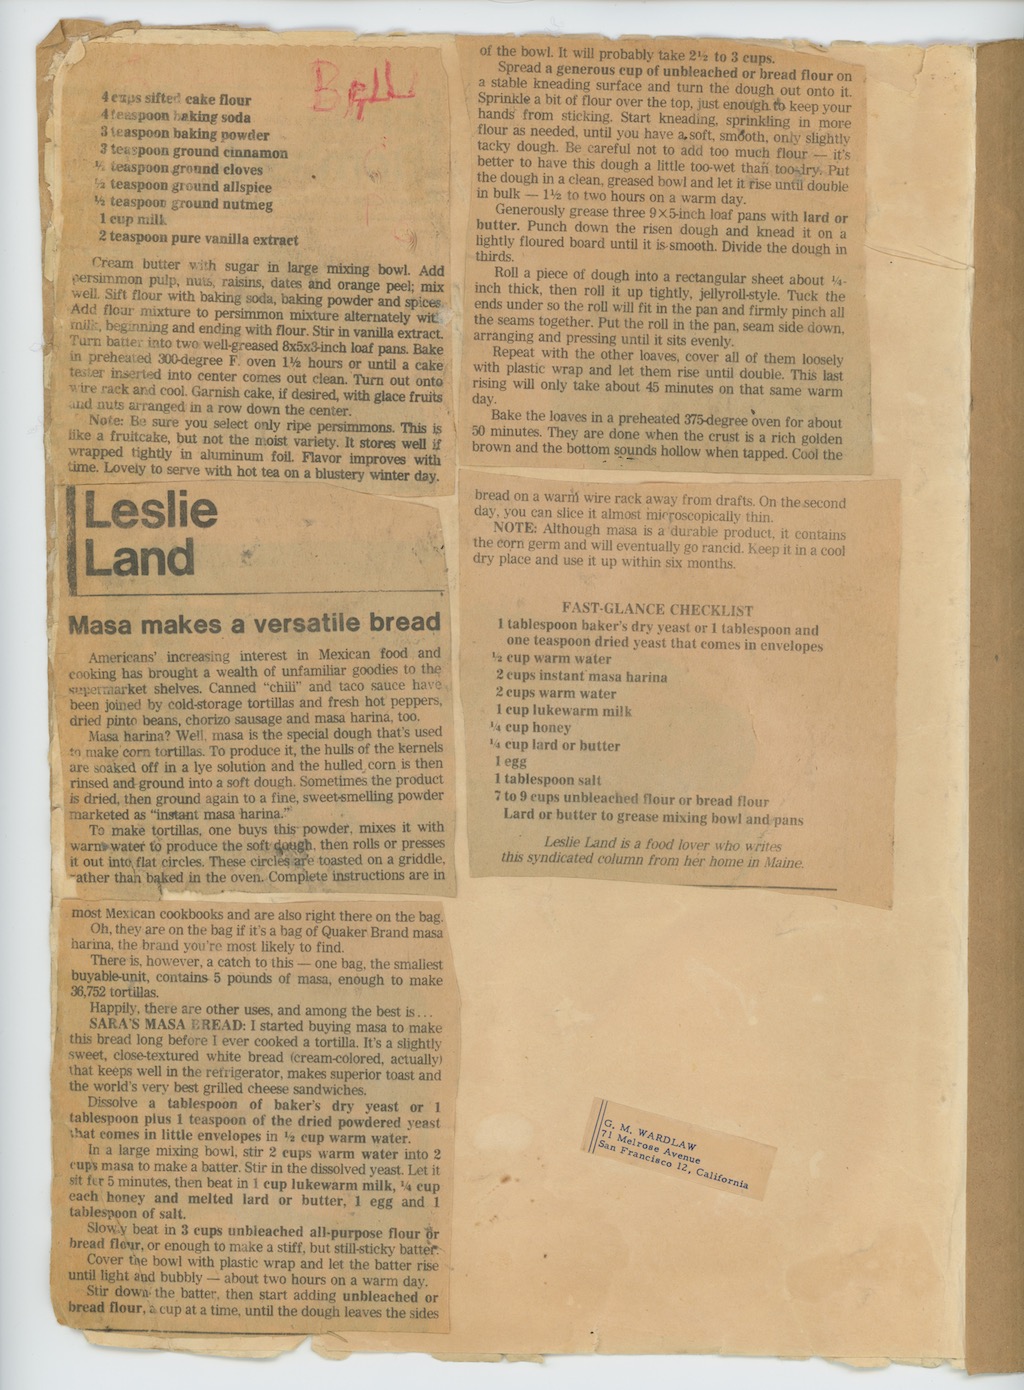 BELL
4 cups sifted cake flour
4 teaspoon baking soda
3 teaspoon baking powder
3 teaspoon ground cinnamon
½ teaspoon ground cloves
½ teaspoon ground allspice
½ teaspoon ground nutmeg
1 cup milk
2 teaspoon pure vanilla extract
Cream butter with sugar in large mixing bowl. Add
persimmon pulp, nuts, raisins, dates and orange peel; mix
well. Sift flour with baking soda, baking powder and spices.
Add flour mixture to persimmon mixture alternately with
milk, beginning and ending with flour. Stir in vanilla extract.
Turn batter into two well-greased 8x5x3-inch loaf pans. Bake
in preheated 300-degree F. oven 1½ hours or until a cake
tester inserted into center comes out clean. Turn out onto
wire rack and cool. Garnish cake, if desired, with glace fruits
and nuts arranged in a row down the center.
Note: Be sure you select only ripe persimmons. This is
like a fruitcake, but not the moist variety. It stores well if
wrapped tightly in aluminum foil. Flavor improves with
time. Lovely to serve with hot tea on a blustery winter day.
Leslie
Land
Masa makes a versatile bread
Americans' increasing interest in Mexican food and
cooking has brought a wealth of unfamiliar goodies to the
supermarket shelves. Canned "chili" and taco sauce have
been joined by cold-storage tortillas and fresh hot peppers,
dried pinto beans, chorizo sausage and masa harina, too.
Masa harina? Well, masa is the special dough that's used
to make corn tortillas. To produce it, the hulls of the kernels
are soaked off in a lye solution and the hulled corn is then
rinsed and ground into a soft dough. Sometimes the product
is dried, then ground again to a fine, sweet-smelling powder
marketed as "instant masa harina."
To make tortillas, one buys this powder, mixes it with
warm water to produce the soft dough, then rolls or presses
it out into flat circles. These circles are toasted on a griddle,
rather than baked in the oven. Complete instructions are in
most Mexican cookbooks and are also right there on the bag.
Oh, they are on the bag if it's a bag of Quaker Brand masa
harina, the brand you're most likely to find.
There is, however, a catch to this — one bag, the smallest
buyable-unit, contains 5 pounds of masa, enough to make
36,752 tortillas.
Happily, there are other uses, and among the best is...
SARA'S MASA BREAD: I started buying masa to make
this bread long before I ever cooked a tortilla. It's a slightly
sweet, close-textured white bread (cream-colored, actually)
that keeps well in the refrigerator, makes superior toast and
the world's very best grilled cheese sandwiches.
Dissolve a tablespoon of baker's dry yeast or 1
tablespoon plus 1 teaspoon of the dried powdered yeast
that comes in little envelopes in ½ cup warm water.
In a large mixing bowl, stir 2 cups warm water into 2
cups masa to make a batter. Stir in the dissolved yeast. Let it
sit for 5 minutes, then beat in 1 cup lukewarm milk, ¼ cup
each honey and melted lard or butter, 1 egg and 1
tablespoon of salt.
Slowly beat in 3 cups unbleached all-purpose flour or
bread flour, or enough to make a stiff, but still-sticky batter.
Cover the bowl with plastic wrap and let the batter rise
until light and bubbly — about two hours on a warm day.
Stir down the batter, then start adding unbleached or
bread flour, a cup at a time, until the dough leaves the sides
of the bowl. It will probably take 2½ to 3 cups.
Spread a generous cup of unbleached or bread flour on
a stable kneading surface and turn the dough out onto it.
Sprinkle a bit of flour over the top, just enough to keep your
hands from sticking. Start kneading, sprinkling in more
flour as needed, until you have a soft, smooth, only slightly
tacky dough. Be careful not to add too much flour — it's
better to have this dough a little too-wet than too-dry. Put
the dough in a clean, greased bowl and let it rise until double
in bulk — 1½ to two hours on a warm day.
Generously grease three 9×5-inch loaf pans with lard or
butter. Punch down the risen dough and knead it on a
lightly floured board until it is smooth. Divide the dough in
thirds.
Roll a piece of dough into a rectangular sheet about ¼-
inch thick, then roll it up tightly, jellyroll-style. Tuck the
ends under so the roll will fit in the pan and firmly pinch all
the seams together. Put the roll in the pan, seam side down,
arranging and pressing until it sits evenly.
Repeat with the other loaves, cover all of them loosely
with plastic wrap and let them rise until double. This last
rising will only take about 45 minutes on that same warm
day.
Bake the loaves in a preheated 375-degree oven for about
50 minutes. They are done when the crust is a rich golden
brown and the bottom sounds hollow when tapped. Cool the
bread on a warm wire rack away from drafts. On the second
day, you can slice it almost microscopically thin.
NOTE: Although masa is a durable product, it contains
the corn germ and will eventually go rancid. Keep it in a cool
dry place and use it up within six months.
FAST-GLANCE CHECKLIST
1 tablespoon baker's dry yeast or 1 tablespoon and
one teaspoon dried yeast that comes in envelopes
½ cup warm water
2 cups instant masa harina
2 cups warm water
1 cup lukewarm milk
¼ cup honey
¼ cup lard or butter
1 egg
1 tablespoon salt
7 to 9 cups unbleached flour or bread flour
Lard or butter to grease mixing bowl and pans
Leslie Land is a food lover who writes
this syndicated column from her home in Maine.
G. M. WARDLAW
71 Melrose Avenue
San Francisco 12, California